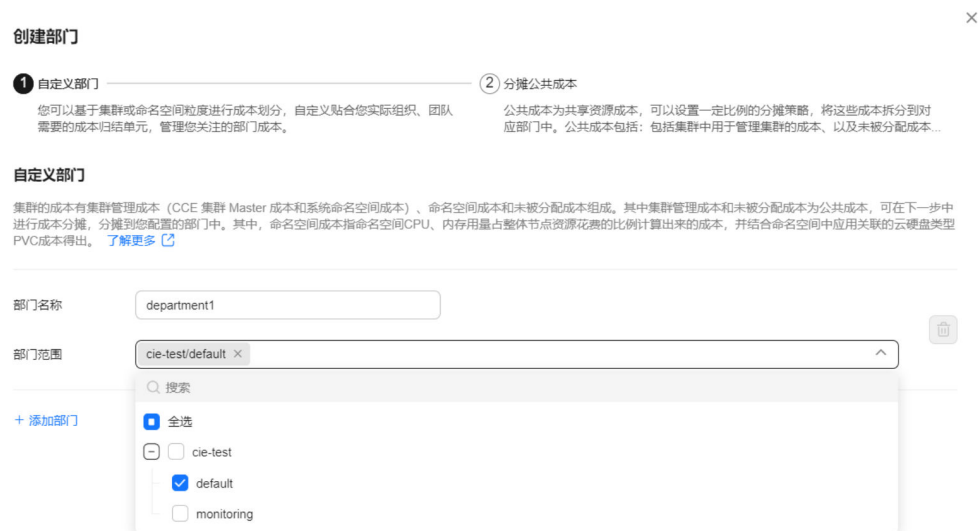 创建部门
1 自定义部门
您可以基于集群或命名空间粒度进行成本划分，自定义贴合您实际组织、团队
需要的成本归结单元，管理您关注的部门成本。
2 分摊公共成本
公共成本为共享资源成本，可以设置一定比例的分摊策略，将这些成本拆分到对
应部门中。公共成本包括：包括集群中用于管理集群的成本、以及未被分配成本...
自定义部门
集群的成本有集群管理成本（CCE 集群 Master 成本和系统命名空间成本）、命名空间成本和未被分配成本组成。其中集群管理成本和未被分配成本为公共成本，可在下一步中
进行成本分摊，分摊到您配置的部门中。其中，命名空间成本指命名空间CPU、内存用量占整体节点资源花费的比例计算出来的成本，并结合命名空间中应用关联的云硬盘类型
PVC成本得出。 了解更多
部门名称 department1
部门范围 cie-test/default
搜索
+ 添加部门
全选
cie-test
default
monitoring